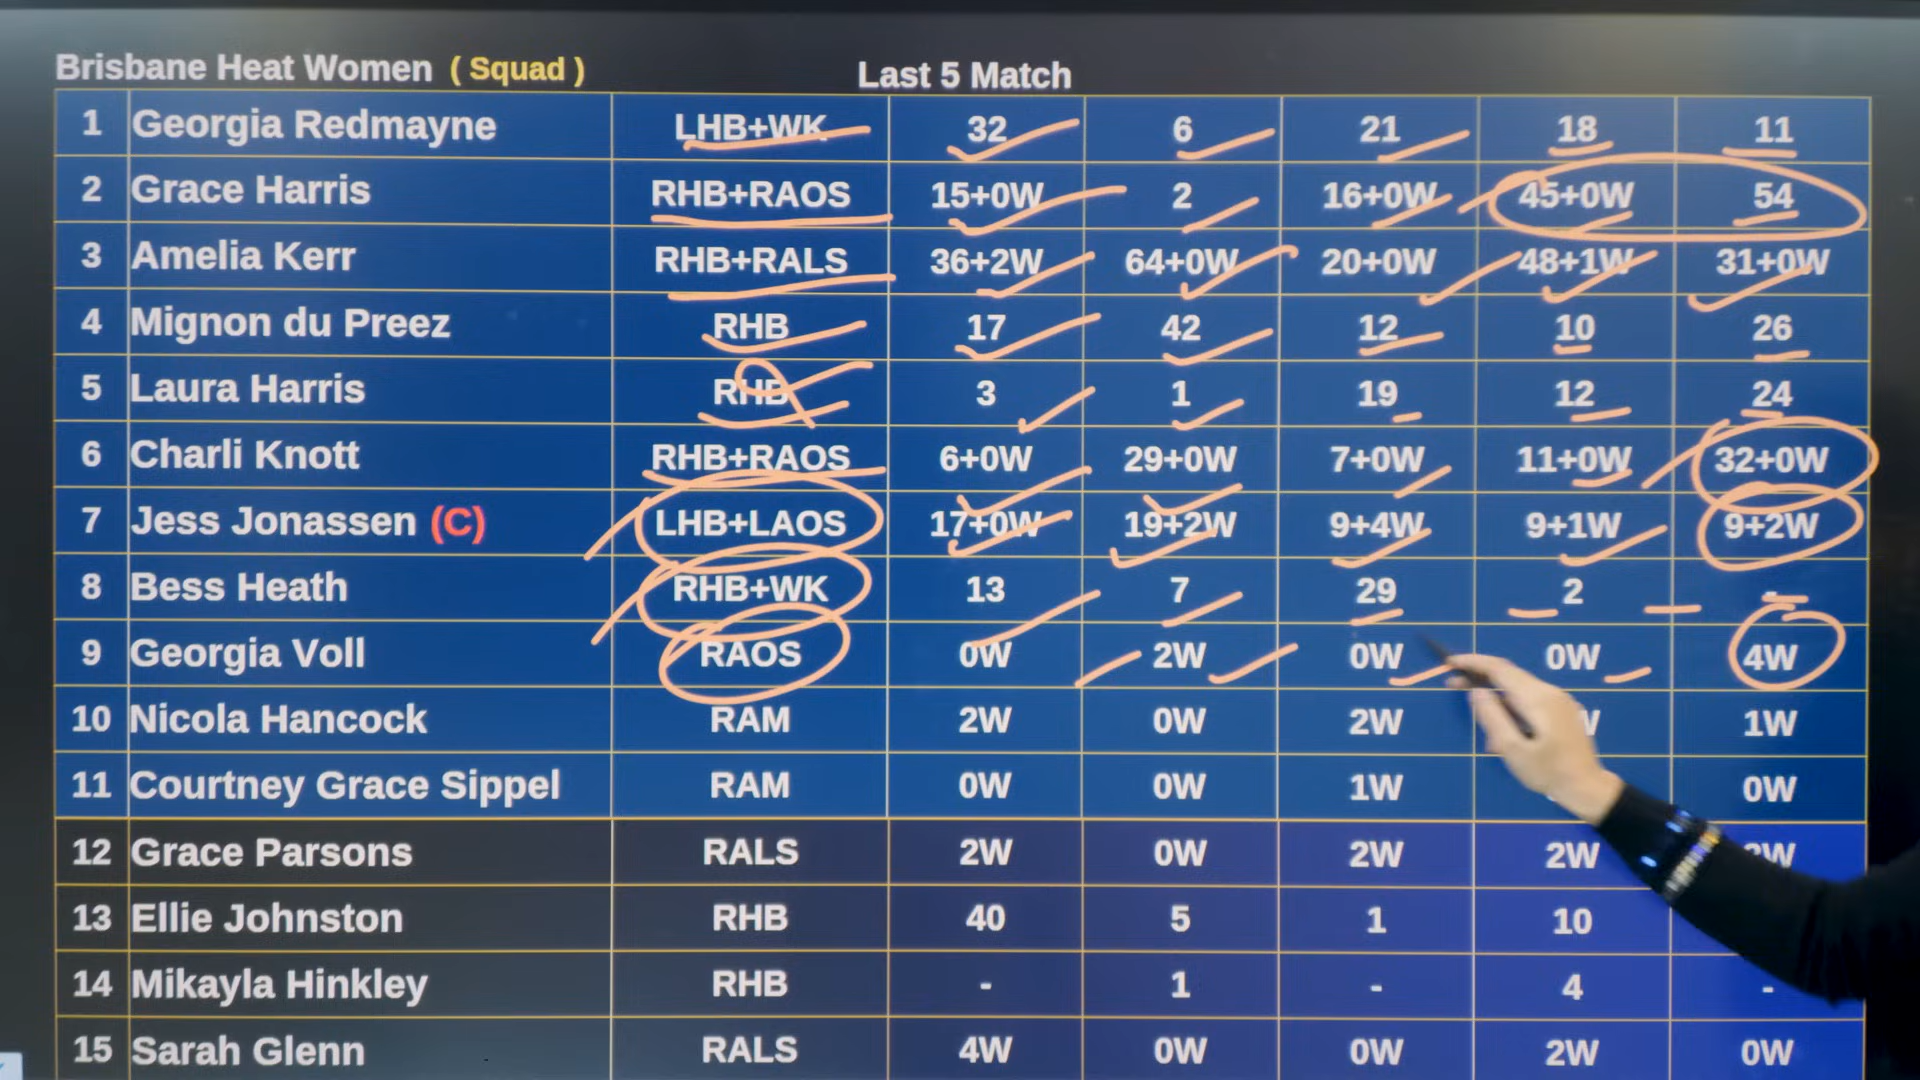 Brisbane Heat Women ( Squad ) Last 5 Match
1 Georgia Redmayne LHB+WK 32 6 21 18 11
2 Grace Harris RHB+RAOS 15+0W 2 16+0W 45+0W 54
3 Amelia Kerr RHB+RALS 36+2W 64+0W 20+0W 48+1W 31+0W
4 Mignon du Preez RHB 17 42 12 10 26
5 Laura Harris RHB 3 1 19 12 24
6 Charli Knott RHB+RAOS 6+0W 29+0W 7+0W 11+0W 32+0W
7 Jess Jonassen (C) LHB+LAOS 17+0W 19+2W 9+4W 9+1W 9+2W
8 Bess Heath RHB+WK 13 7 29 2 -
9 Georgia Voll RAOS 0W 2W 0W 0W 4W
10 Nicola Hancock RAM 2W 0W 2W 1W
11 Courtney Grace Sippel RAM 0W 0W 1W 0W
12 Grace Parsons RALS 2W 0W 2W 2W
13 Ellie Johnston RHB 40 5 1 10
14 Mikayla Hinkley RHB - 1 - 4 -
15 Sarah Glenn RALS 4W 0W 0W 2W 0W